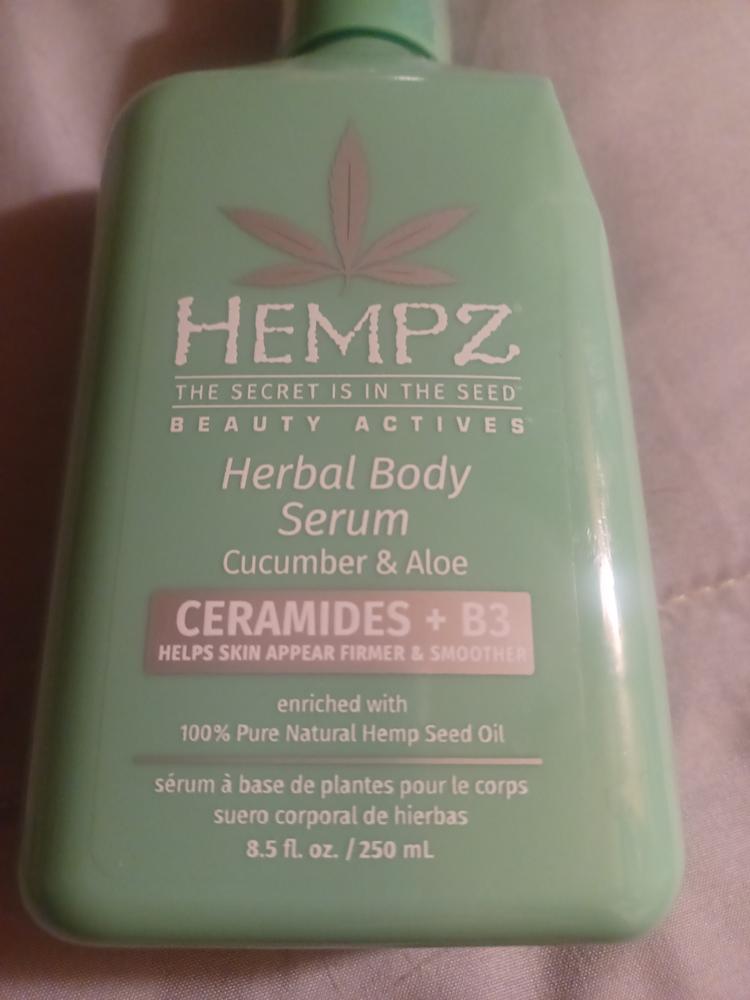 HEMPZ
THE SECRET IS IN THE SEED
BEAUTY ACTIVES
Herbal Body
Serum
Cucumber & Aloe
CERAMIDES + B3
HELPS SKIN APPEAR FIRMER & SMOOTHER
enriched with
100% Pure Natural Hemp Seed Oil
sérum à base de plantes pour le corps
suero corporal de hierbas
8.5 fl. oz. / 250 mL